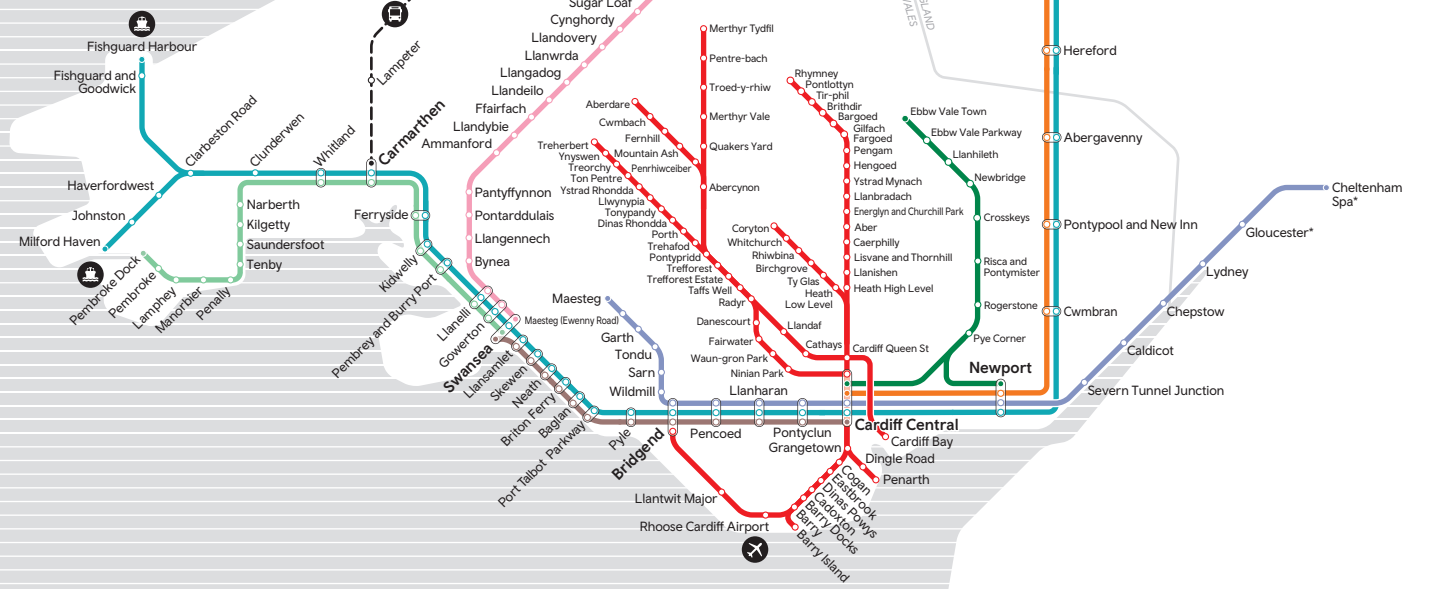 Sugar Loaf
Cynghordy
Llandovery
Llanwrda
Llangadog
Llandeilo
Ffairfach
Llandybie
Ammanford
Pantyffynnon
Pontarddulais
Llangennech
Bynea
Fishguard Harbour
Fishguard and
Goodwick
Clarbeston Road
Clunderwen
Whitland
Carmarthen
Lampeter
Haverfordwest
Johnston
Milford Haven
Pembroke Dock
Pembroke
Lamphey
Manorbier
Penally
Tenby
Saundersfoot
Kilgetty
Narberth
Ferryside
Kidwelly
Pembrey and Burry Port
Llanelli
Gowerton
Swansea
Llansamlet
Skewen
Neath
Briton Ferry
Baglan
Port Talbot Parkway
Pyle
Bridgend
Maesteg
Maesteg (Ewenny Road)
Garth
Tondu
Sarn
Wildmill
Llanharan
Pencoed
Pontyclun
Grangetown
Merthyr Tydfil
Pentre-bach
Troed-y-rhiw
Merthyr Vale
Quakers Yard
Abercynon
Aberdare
Cwmbach
Fernhill
Mountain Ash
Penrhiwceiber
Treherbert
Ynyswen
Treorchy
Ton Pentre
Ystrad Rhondda
Llwynypia
Tonypandy
Dinas Rhondda
Porth
Trehafod
Pontypridd
Trefforest
Trefforest Estate
Taffs Well
Radyr
Danescourt
Fairwater
Waun-gron Park
Ninian Park
Llandaf
Cathays
Coryton
Whitchurch
Rhiwbina
Birchgrove
Ty Glas
Heath
Low Level
Rhymney
Pontlottyn
Tir-phil
Brithdir
Bargoed
Gilfach
Fargoed
Pengam
Hengoed
Ystrad Mynach
Llanbradach
Energlyn and Churchill Park
Aber
Caerphilly
Lisvane and Thornhill
Llanishen
Heath High Level
Cardiff Queen St
Cardiff Central
Cardiff Bay
Dingle Road
Penarth
Cogan
Eastbrook
Dinas Powys
Cadoxton
Barry Docks
Barry
Barry Island
Llantwit Major
Rhoose Cardiff Airport
Ebbw Vale Town
Ebbw Vale Parkway
Llanhileth
Newbridge
Crosskeys
Risca and
Pontymister
Rogerstone
Pye Corner
Newport
Hereford
Abergavenny
Pontypool and New Inn
Cwmbran
Severn Tunnel Junction
Caldicot
Chepstow
Lydney
Gloucester*
Cheltenham
Spa*